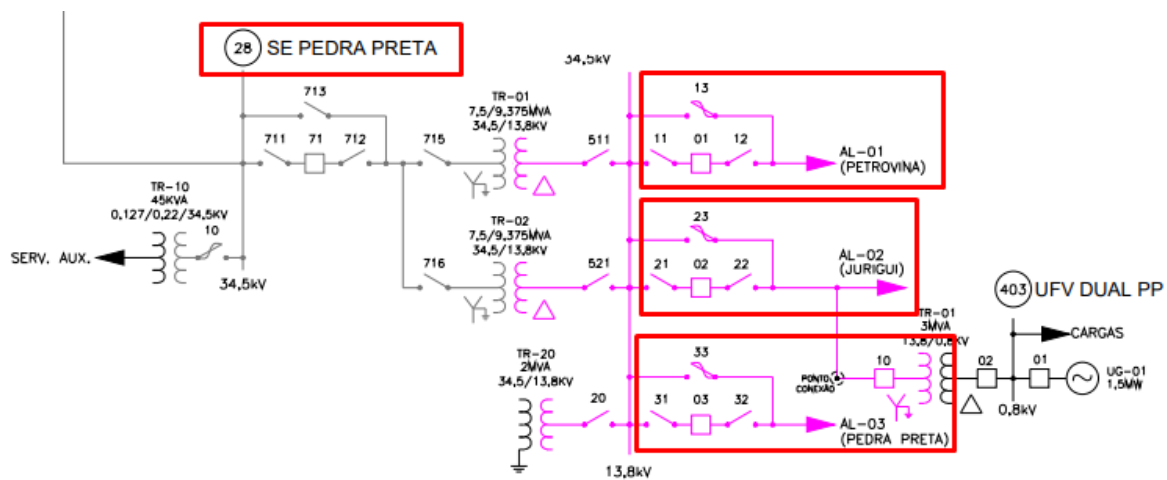 28 SE PEDRA PRETA
34,5kV
713
711 71 712
715
TR-01
7,5/9,375MVA
34,5/13,8KV
511
13
11 01 12
AL-01
(PETROVINA)
TR-10
45KVA
0,127/0,22/34,5KV
10
SERV. AUX.
34,5kV
716
TR-02
7,5/9,375MVA
34,5/13,8KV
521
23
21 02 22
AL-02
(JURIGUI)
403 UFV DUAL PP
TR-01
3MVA
13,8/0,8KV
CARGAS
10
02 01
UG-01
1,5MW
0,8kV
PONTO
CONEXÃO
TR-20
2MVA
34,5/13,8KV
20
33
31 03 32
AL-03
(PEDRA PRETA)
13,8kV